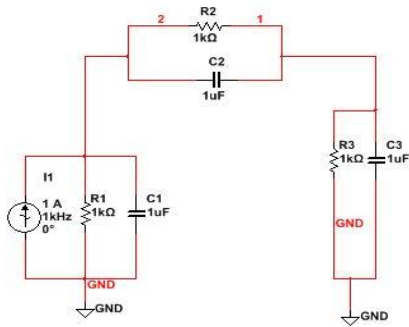 R2
2
1
1kΩ
C2
1uF
R3
1kΩ
C3
1uF
I1
1 A
1kHz
0°
R1
1kΩ
C1
1uF
GND
GND
GND
GND